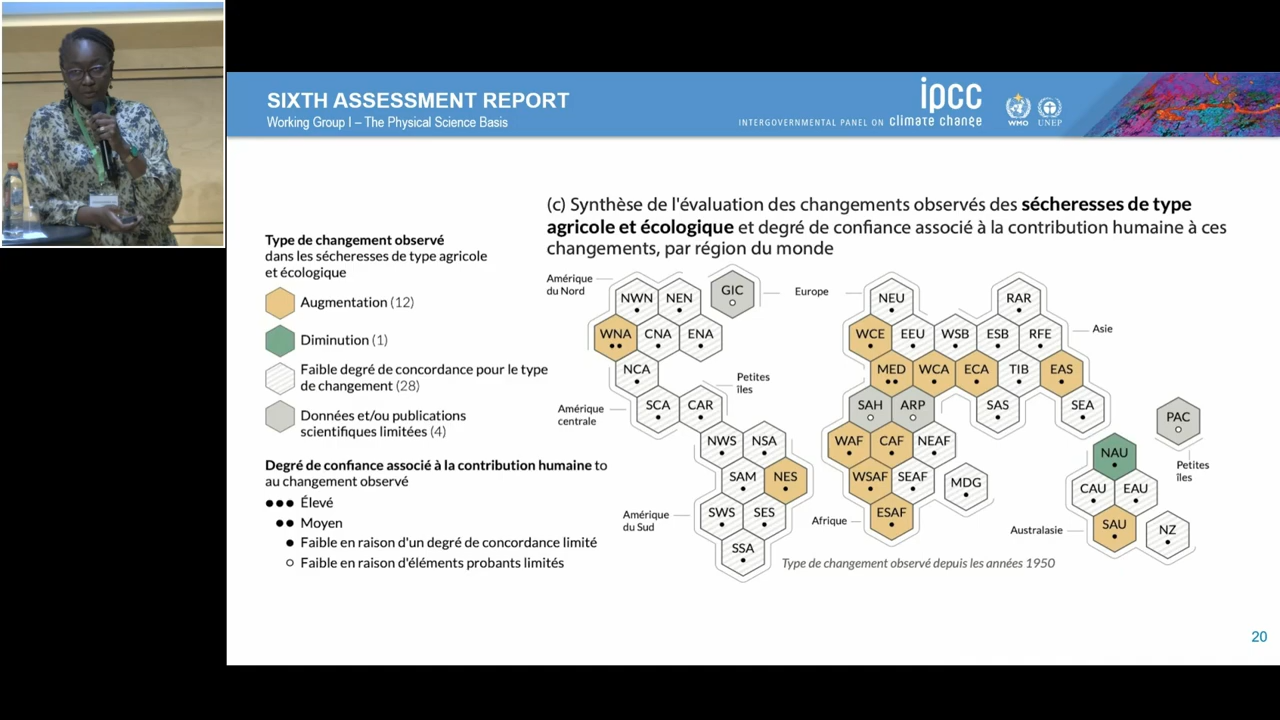 SIXTH ASSESSMENT REPORT
Working Group I – The Physical Science Basis
INTERGOVERNMENTAL PANEL ON climate change
ipcc
WMO
UNEP
(c) Synthèse de l'évaluation des changements observés des sécheresses de type
agricole et écologique et degré de confiance associé à la contribution humaine à ces
changements, par région du monde
Type de changement observé
dans les sécheresses de type agricole
et écologique
Augmentation (12)
Diminution (1)
Faible degré de concordance pour le type
de changement (28)
Données et/ou publications
scientifiques limitées (4)
Degré de confiance associé à la contribution humaine to
au changement observé
Élevé
Moyen
Faible en raison d'un degré de concordance limité
Faible en raison d'éléments probants limités
Amérique
du Nord
NWN NEN GIC
WNA CNA ENA
NCA
Petites
îles
Amérique
centrale
SCA CAR
NWS NSA
SAM NES
Amérique
du Sud
SWS SES
SSA
Europe
NEU RAR
WCE EEU WSB ESB RFE
Asie
MED WCA ECA TIB EAS
SAH ARP SAS SEA
WAF CAF NEAF
WSAF SEAF MDG
Afrique
ESAF
PAC
Petites
îles
NAU
CAU EAU
Australasie
SAU NZ
Type de changement observé depuis les années 1950
20